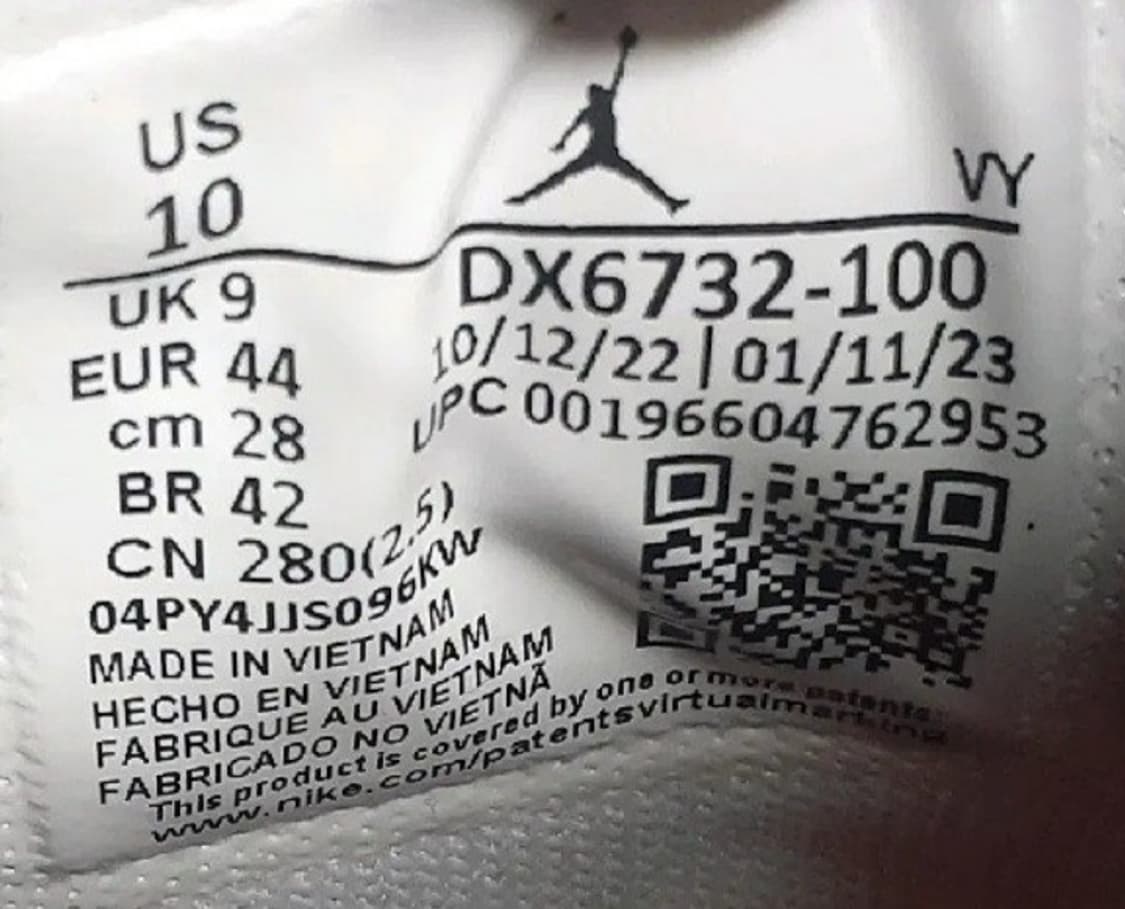 US
10
UK 9
EUR 44
cm 28
BR 42
CN 280(2.5)
04PY4JJS096KW
MADE IN VIETNAM
HECHO EN VIETNAM
FABRIQUE AU VIETNAM
FABRICADO NO VIETNÃ
This product is covered by one or more patents:
www.nike.com/patentsvirtualmarking
VY
DX6732-100
10/12/22|01/11/23
UPC 00196604762953